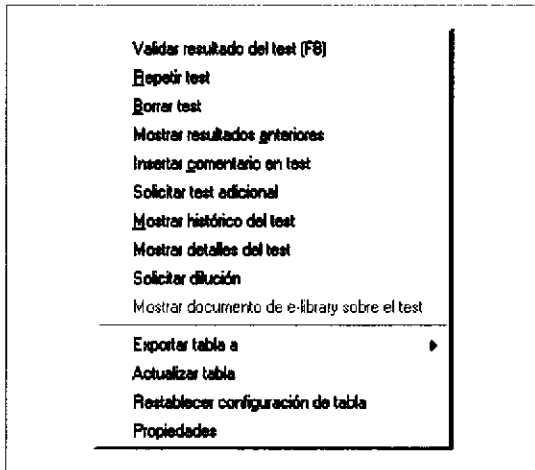 Validar resultado del test (F8)
Repetir test
Borrar test
Mostrar resultados anteriores
Insertar comentario en test
Solicitar test adicional
Mostrar histórico del test
Mostrar detalles del test
Solicitar dilución
Mostrar documento de e-library sobre el test
Exportar tabla a
Actualizar tabla
Restablecer configuración de tabla
Propiedades